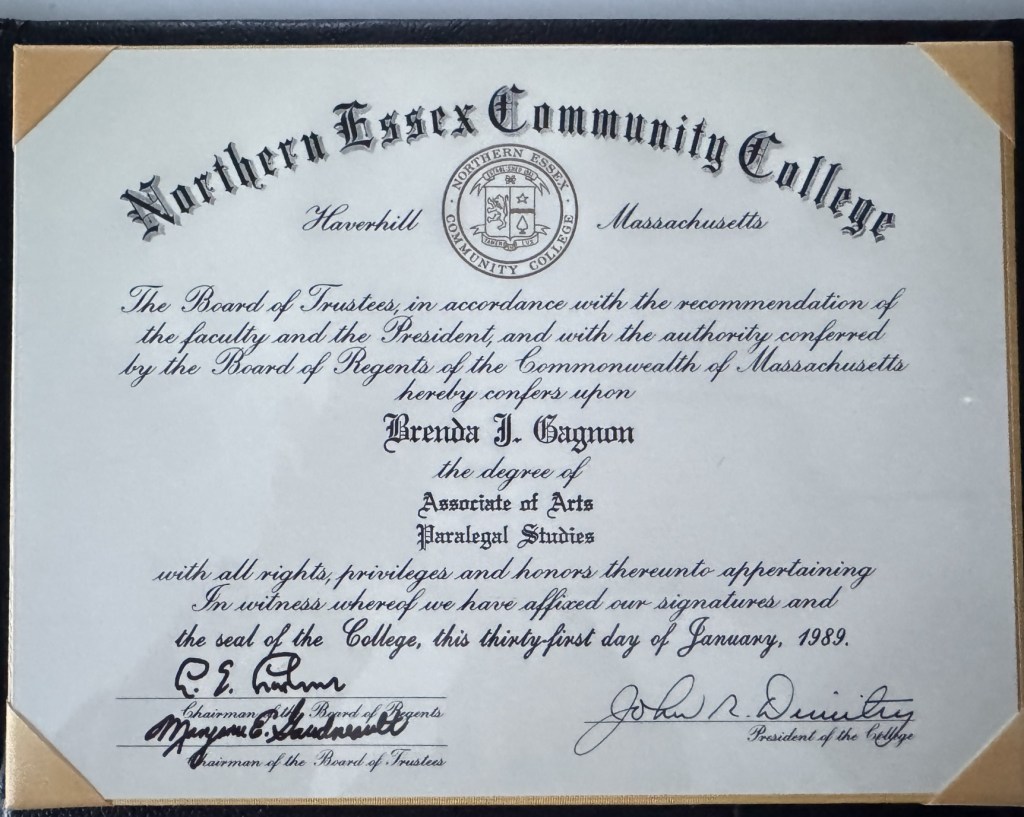 Northern Essex Community College
Haverhill Massachusetts
NORTHERN ESSEX
COMMUNITY COLLEGE
The Board of Trustees, in accordance with the recommendation of
the faculty and the President, and with the authority conferred
by the Board of Regents of the Commonwealth of Massachusetts
hereby confers upon
Brenda J. Gagnon
the degree of
Associate of Arts
Paralegal Studies
with all rights, privileges and honors thereunto appertaining
In witness whereof we have affixed our signatures and
the seal of the College, this thirty-first day of January, 1989.
Chairman of the Board of Regents
John R. Dimitry
President of the College
Chairman of the Board of Trustees